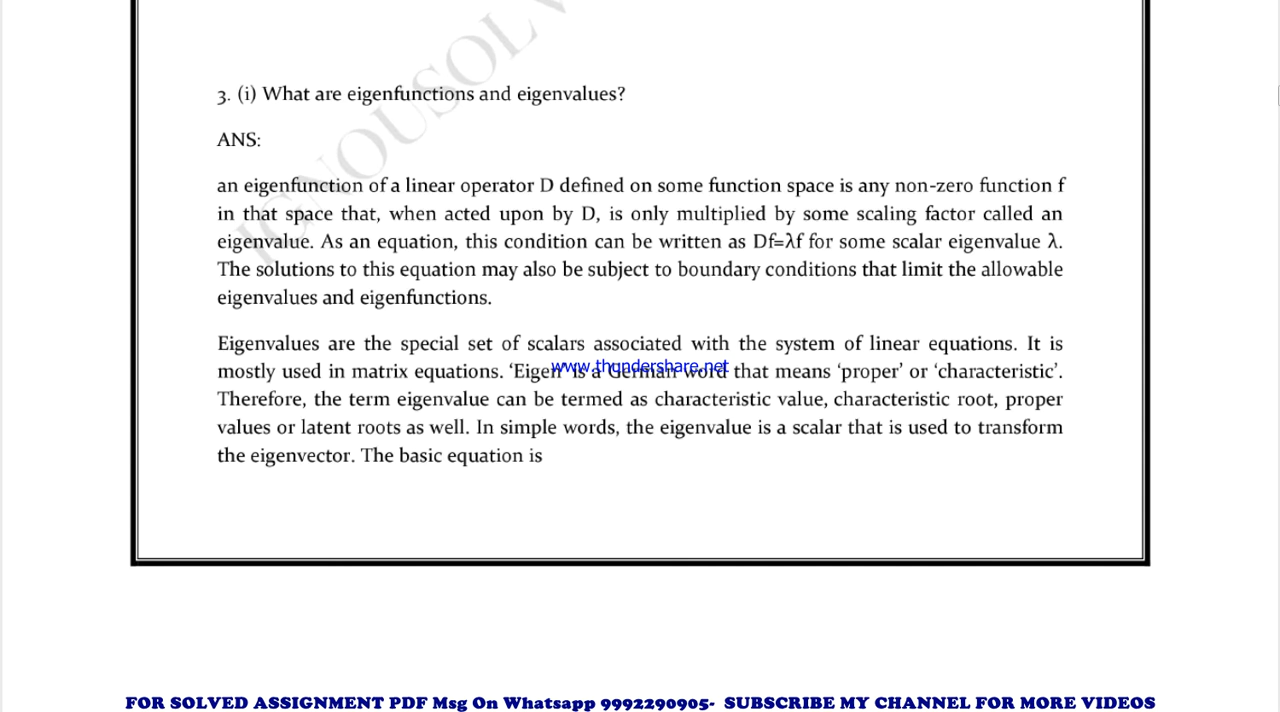 IGNOUSOLV
3. (i) What are eigenfunctions and eigenvalues?
ANS:
an eigenfunction of a linear operator D defined on some function space is any non-zero function f
in that space that, when acted upon by D, is only multiplied by some scaling factor called an
eigenvalue. As an equation, this condition can be written as Df=λf for some scalar eigenvalue λ.
The solutions to this equation may also be subject to boundary conditions that limit the allowable
eigenvalues and eigenfunctions.
Eigenvalues are the special set of scalars associated with the system of linear equations. It is
mostly used in matrix equations. ‘Eigen’ is a German word that means ‘proper’ or ‘characteristic’.
www.thundershare.net
Therefore, the term eigenvalue can be termed as characteristic value, characteristic root, proper
values or latent roots as well. In simple words, the eigenvalue is a scalar that is used to transform
the eigenvector. The basic equation is
FOR SOLVED ASSIGNMENT PDF Msg On Whatsapp 9992290905- SUBSCRIBE MY CHANNEL FOR MORE VIDEOS